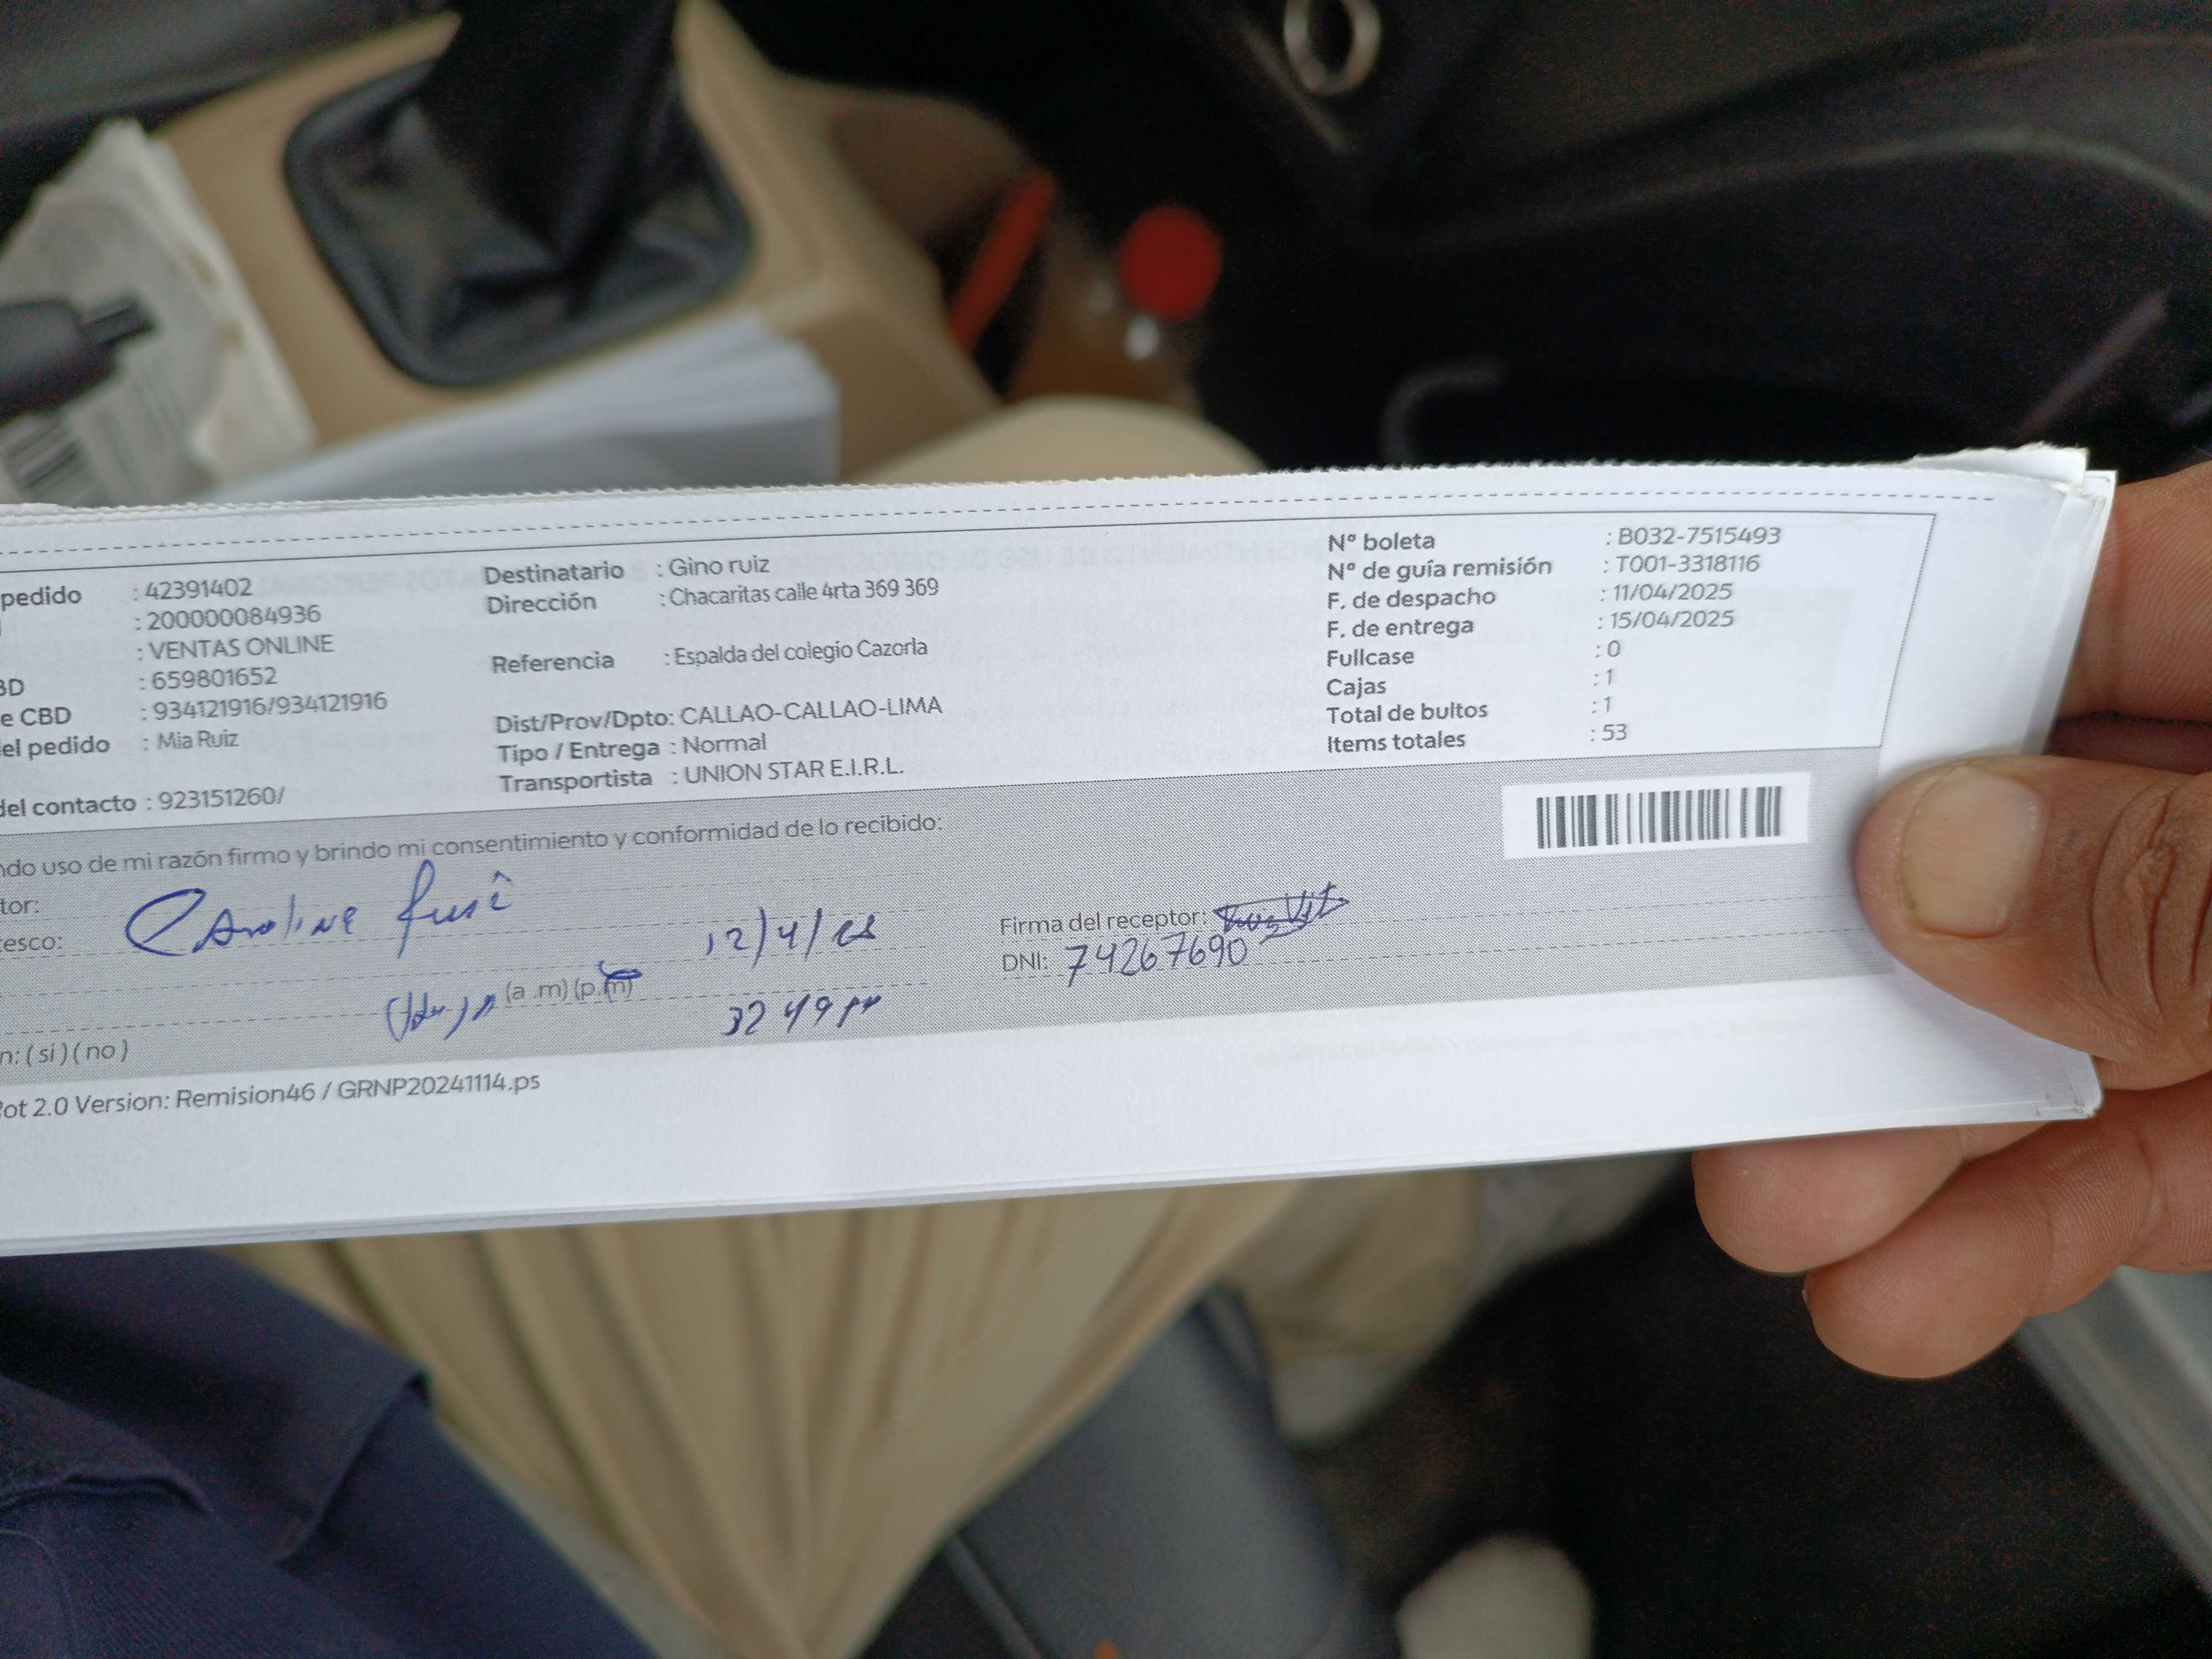 pedido : 42391402
: 200000084936
: VENTAS ONLINE
BD : 659801652
e CBD : 934121916/934121916
el pedido : Mia Ruiz
del contacto : 923151260/
Destinatario : Gino ruiz
Dirección : Chacaritas calle 4rta 369 369
Referencia : Espalda del colegio Cazorla
Dist/Prov/Dpto: CALLAO-CALLAO-LIMA
Tipo / Entrega : Normal
Transportista : UNION STAR E.I.R.L.
Nº boleta : B032-7515493
Nº de guía remisión : T001-3318116
F. de despacho : 11/04/2025
F. de entrega : 15/04/2025
Fullcase : 0
Cajas : 1
Total de bultos : 1
Items totales : 53
ndo uso de mi razón firmo y brindo mi consentimiento y conformidad de lo recibido:
tor:
tesco:
Caroline
12/4/25
(a .m) (p.m)
Firma del receptor:
DNI: 74267690
n: ( si ) ( no )
Rot 2.0 Version: Remision46 / GRNP20241114.ps